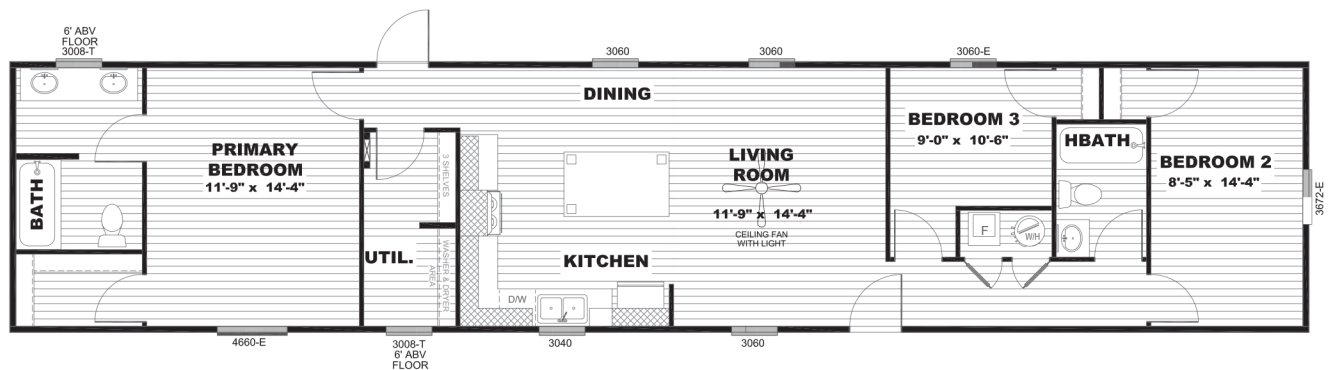 6' ABV
FLOOR
3008-T
3060
3060
3060-E
DINING
PRIMARY
BEDROOM
11'-9" x 14'-4"
BATH
3 SHELVES
UTIL.
WASHER & DRYER
AREA
LIVING
ROOM
11'-9" x 14'-4"
CEILING FAN
WITH LIGHT
KITCHEN
D/W
BEDROOM 3
9'-0" x 10'-6"
HBATH
BEDROOM 2
8'-5" x 14'-4"
F
W/H
3672-E
4660-E
3008-T
6' ABV
FLOOR
3040
3060